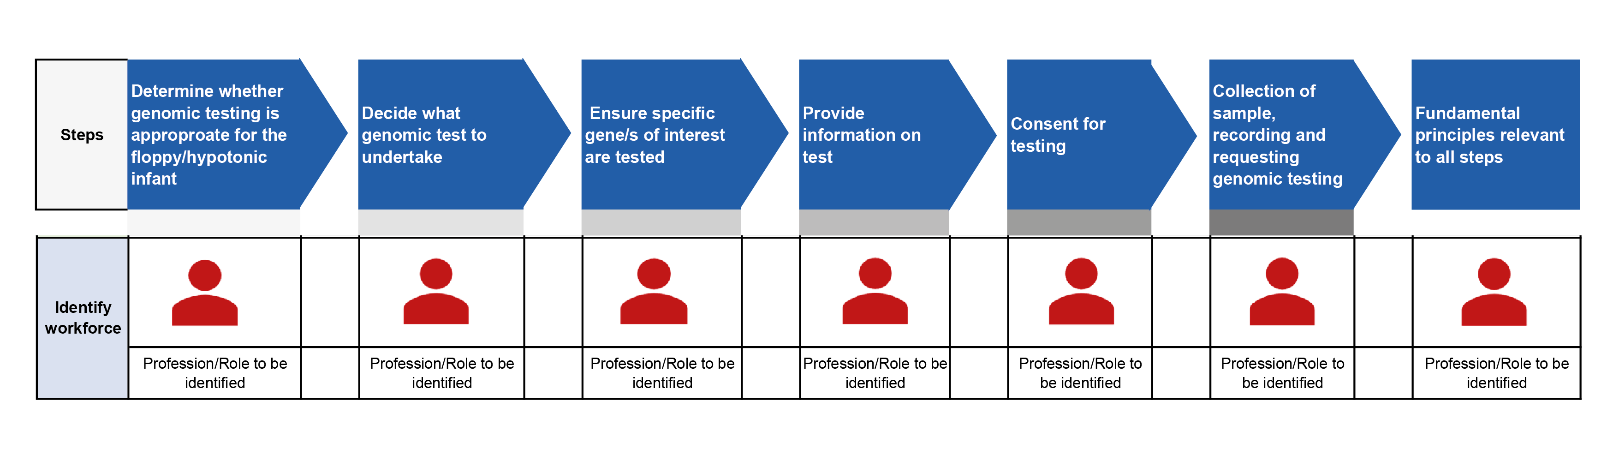 Steps
Determine whether
genomic testing is
approproate for the
floppy/hypotonic
infant
Decide what
genomic test to
undertake
Ensure specific
gene/s of interest
are tested
Provide
information on
test
Consent for
testing
Collection of
sample,
recording and
requesting
genomic testing
Fundamental
principles relevant
to all steps
Identify
workforce
Profession/Role to be
identified
Profession/Role to be
identified
Profession/Role to be
identified
Profession/Role to be
identified
Profession/Role to
be identified
Profession/Role to
be identified
Profession/Role to be
identified